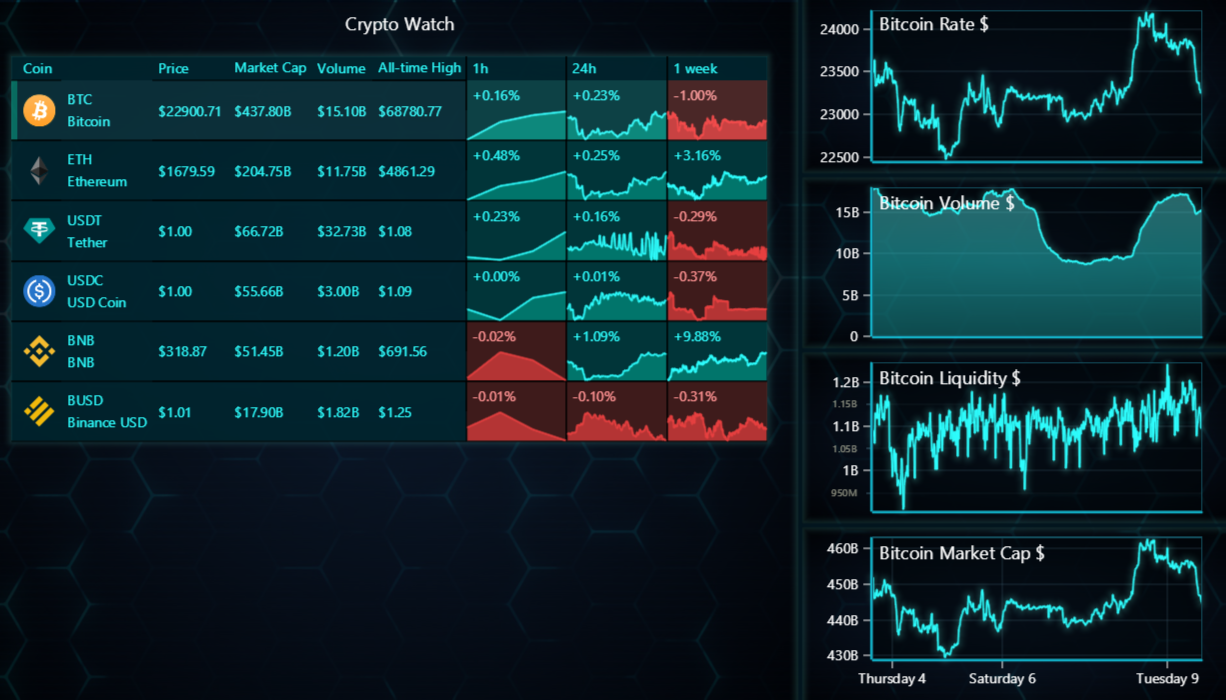 Crypto Watch
Coin Price Market Cap Volume All-time High 1h 24h 1 week
BTC
Bitcoin
$22900.71 $437.80B $15.10B $68780.77 +0.16% +0.23% -1.00%
ETH
Ethereum
$1679.59 $204.75B $11.75B $4861.29 +0.48% +0.25% +3.16%
USDT
Tether
$1.00 $66.72B $32.73B $1.08 +0.23% +0.16% -0.29%
USDC
USD Coin
$1.00 $55.66B $3.00B $1.09 +0.00% +0.01% -0.37%
BNB
BNB
$318.87 $51.45B $1.20B $691.56 -0.02% +1.09% +9.88%
BUSD
Binance USD
$1.01 $17.90B $1.82B $1.25 -0.01% -0.10% -0.31%
Bitcoin Rate $
24000
23500
23000
22500
Bitcoin Volume $
15B
10B
5B
0
Bitcoin Liquidity $
1.2B
1.15B
1.1B
1.05B
1B
950M
Bitcoin Market Cap $
460B
450B
440B
430B
Thursday 4 Saturday 6 Tuesday 9